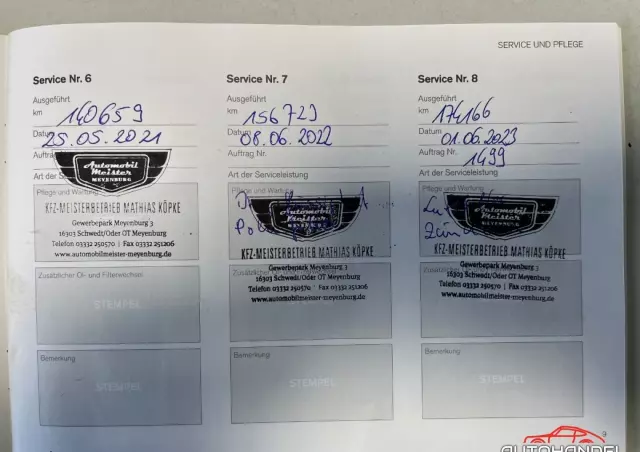 SERVICE UND PFLEGE
Service Nr. 6
Ausgeführt
km 140659
Datum 25.05.2021
Auftrag
Automobil
Meister
MEYENBURG
Art der
Pflege und Wartung
KFZ-MEISTERBETRIEB MATHIAS KÖPKE
Gewerbepark Meyenburg 3
16303 Schwedt/Oder OT Meyenburg
Telefon 03332 250570 / Fax 03332 251206
www.automobilmeister-meyenburg.de
Zusätzlicher Öl- und Filterwechsel
STEMPEL
Bemerkung
STEMPEL
Service Nr. 7
Ausgeführt
km 156723
Datum 08.06.2022
Auftrag Nr.
Art der Serviceleistung
Pflege und Wartung
Automobil
Meister
MEYENBURG
KFZ-MEISTERBETRIEB MATHIAS KÖPKE
Gewerbepark Meyenburg 3
16303 Schwedt/Oder OT Meyenburg
Telefon 03332 250570 / Fax 03332 251206
www.automobilmeister-meyenburg.de
Bemerkung
STEMPEL
Service Nr. 8
Ausgeführt
km 174166
Datum 01.06.2023
Auftrag Nr. 1499
Art der Serviceleistung
Pflege und Wartung
Automobil
Meister
MEYENBURG
KFZ-MEISTERBETRIEB MATHIAS KÖPKE
Gewerbepark Meyenburg 3
16303 Schwedt/Oder OT Meyenburg
Telefon 03332 250570 / Fax 03332 251206
www.automobilmeister-meyenburg.de
Bemerkung
STEMPEL
9
AUTOHANDEL